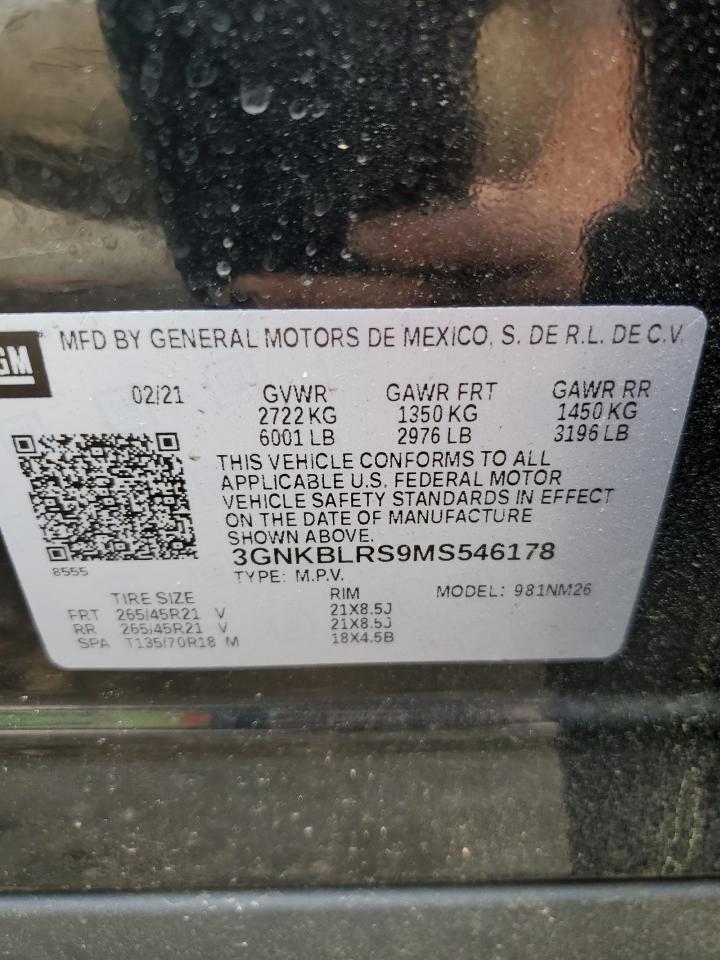 GM
MFD BY GENERAL MOTORS DE MEXICO, S. DE R.L. DE C.V.
02/21 GVWR GAWR FRT GAWR RR
2722 KG 1350 KG 1450 KG
6001 LB 2976 LB 3196 LB
THIS VEHICLE CONFORMS TO ALL
APPLICABLE U.S. FEDERAL MOTOR
VEHICLE SAFETY STANDARDS IN EFFECT
ON THE DATE OF MANUFACTURE
SHOWN ABOVE.
3GNKBLRS9MS546178
8555
TYPE: M.P.V.
TIRE SIZE RIM MODEL: 981NM26
FRT 265/45R21 V 21X8.5J
RR 265/45R21 V 21X8.5J
SPA T135/70R18 M 18X4.5B